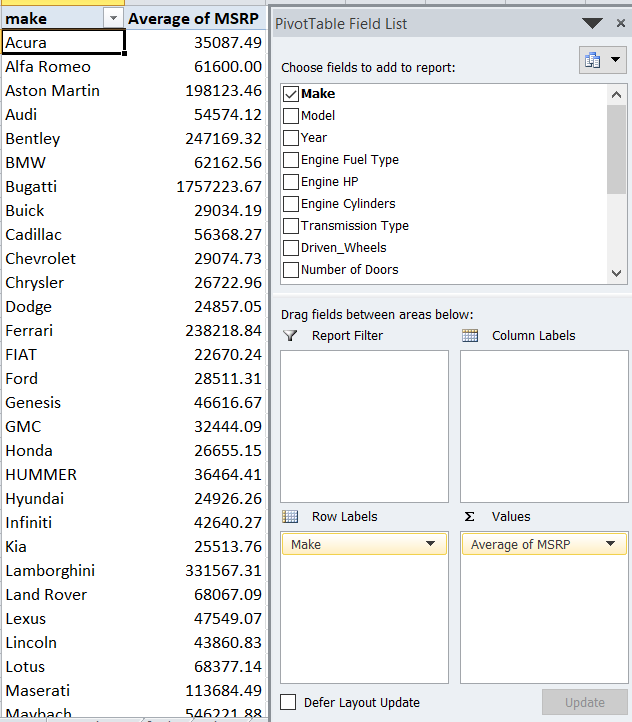 make Average of MSRP
Acura 35087.49
Alfa Romeo 61600.00
Aston Martin 198123.46
Audi 54574.12
Bentley 247169.32
BMW 62162.56
Bugatti 1757223.67
Buick 29034.19
Cadillac 56368.27
Chevrolet 29074.73
Chrysler 26722.96
Dodge 24857.05
Ferrari 238218.84
FIAT 22670.24
Ford 28511.31
Genesis 46616.67
GMC 32444.09
Honda 26655.15
HUMMER 36464.41
Hyundai 24926.26
Infiniti 42640.27
Kia 25513.76
Lamborghini 331567.31
Land Rover 68067.09
Lexus 47549.07
Lincoln 43860.83
Lotus 68377.14
Maserati 113684.49
Maybach 546221.88
PivotTable Field List
Choose fields to add to report:
Make
Model
Year
Engine Fuel Type
Engine HP
Engine Cylinders
Transmission Type
Driven_Wheels
Number of Doors
Drag fields between areas below:
Report Filter
Column Labels
Row Labels
Σ Values
Make
Average of MSRP
Defer Layout Update
Update